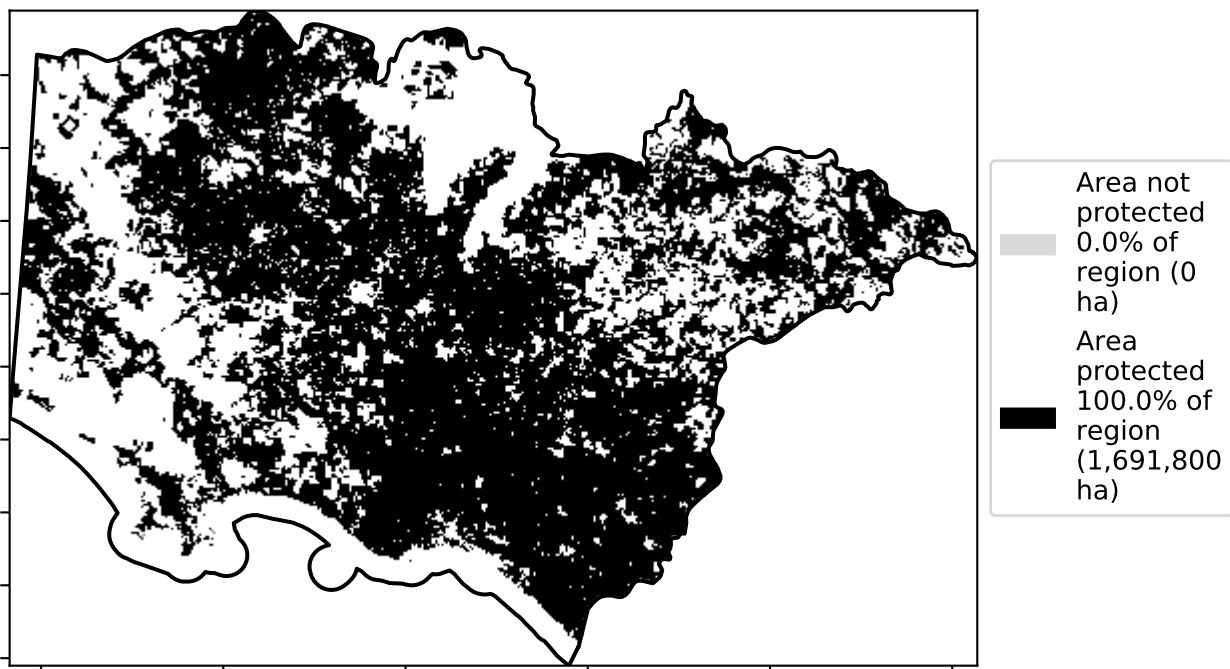 Area not
protected
0.0% of
region (0
ha)
Area
protected
100.0% of
region
(1,691,800
ha)